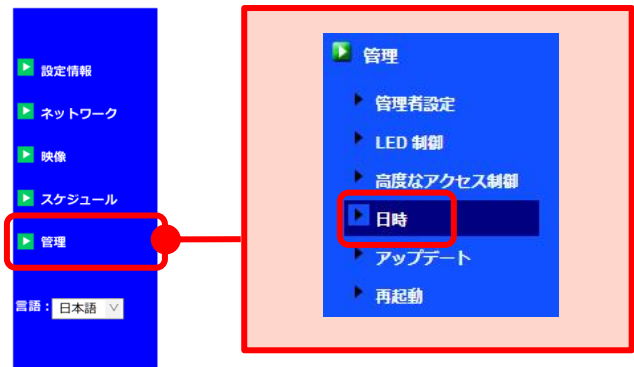 設定情報
ネットワーク
映像
スケジュール
管理
言語：日本語
管理
管理者設定
LED 制御
高度なアクセス制御
日時
アップデート
再起動